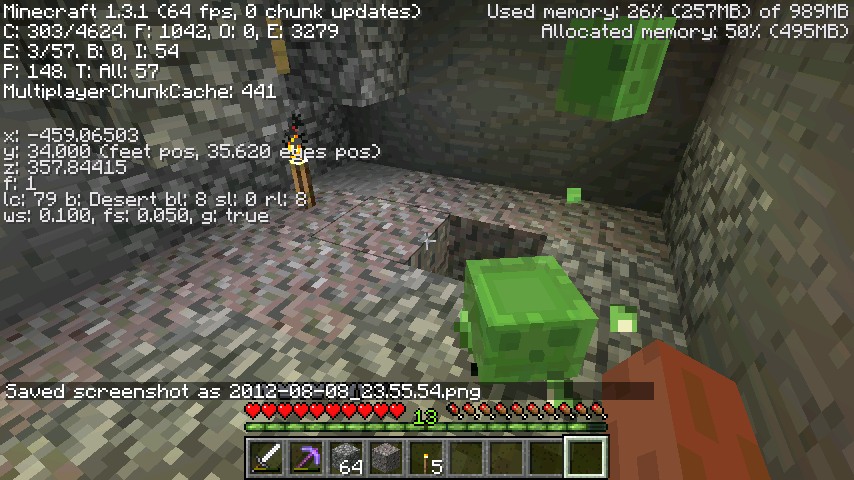 Minecraft 1.3.1 (64 fps, 0 chunk updates)
Used memory: 26% (257MB) of 989MB
C: 303/4624. F: 1042, O: 0, E: 3279
Allocated memory: 50% (495MB)
E: 3/57. B: 0, I: 54
P: 148. T: All: 57
MultiplayerChunkCache: 441
x: -459.06503
y: 34.000 (feet pos, 35.620 eyes pos)
z: 357.84415
f: 1
lc: 79 b: Desert bl: 8 sl: 0 rl: 8
ws: 0.100, fs: 0.050, g: true
Saved screenshot as 2012-08-08_23.55.54.png
18
64
5